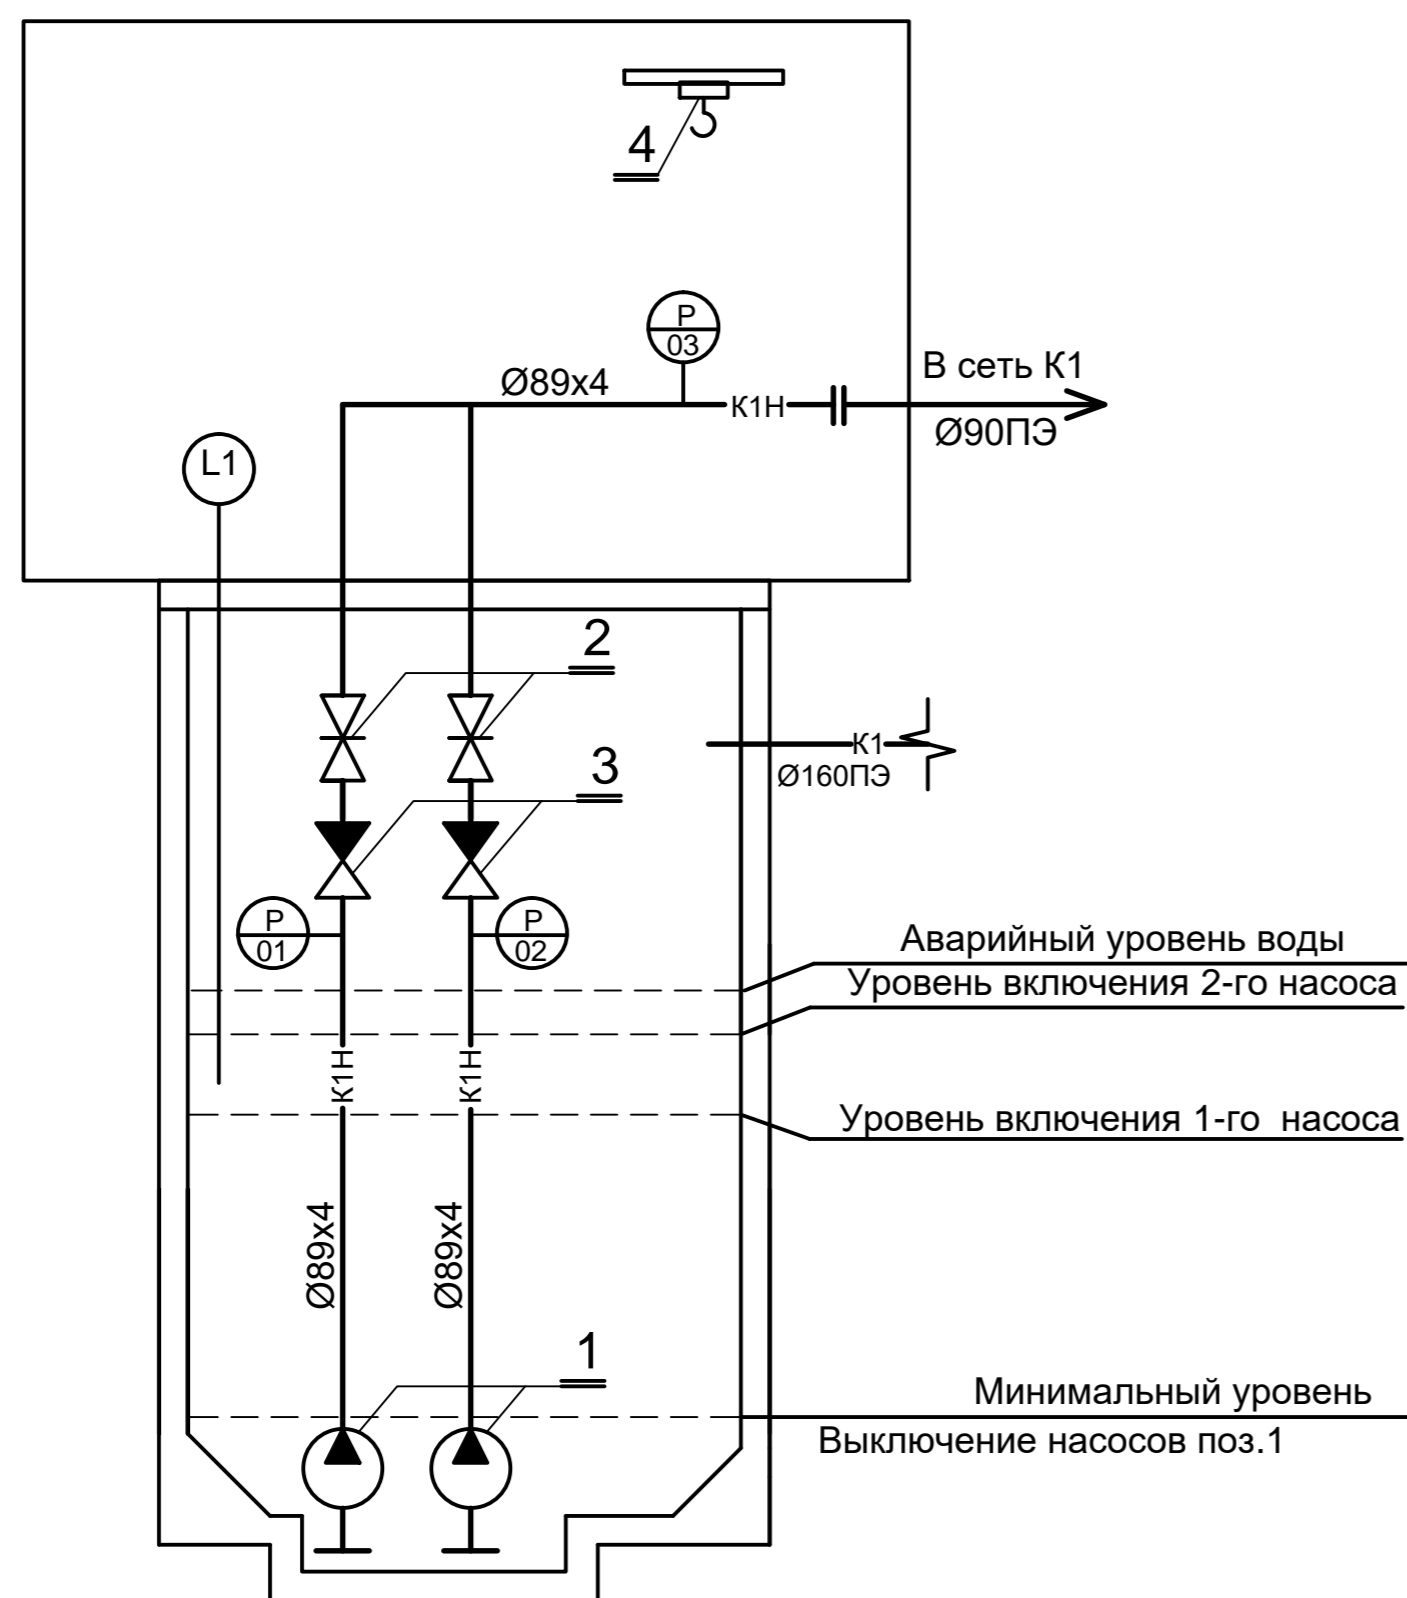 4
P
03
Ø89x4
В сеть К1
К1Н
Ø90ПЭ
L1
2
К1
3
Ø160ПЭ
P
01
P
02
Аварийный уровень воды
Уровень включения 2-го насоса
К1Н
К1Н
Уровень включения 1-го насоса
Ø89x4
Ø89x4
1
Минимальный уровень
Выключение насосов поз.1